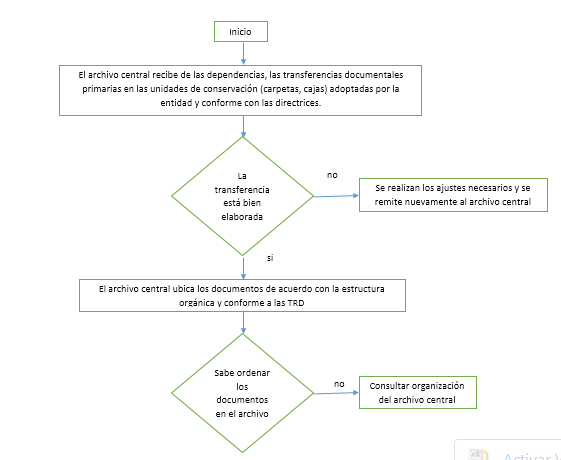 Inicio
El archivo central recibe de las dependencias, las transferencias documentales
primarias en las unidades de conservación (carpetas, cajas) adoptadas por la
entidad y conforme con las directrices.
La
transferencia
está bien
elaborada
no
Se realizan los ajustes necesarios y se
remite nuevamente al archivo central
si
El archivo central ubica los documentos de acuerdo con la estructura
orgánica y conforme a las TRD
Sabe ordenar
los
documentos
en el archivo
no
Consultar organización
del archivo central
Activar